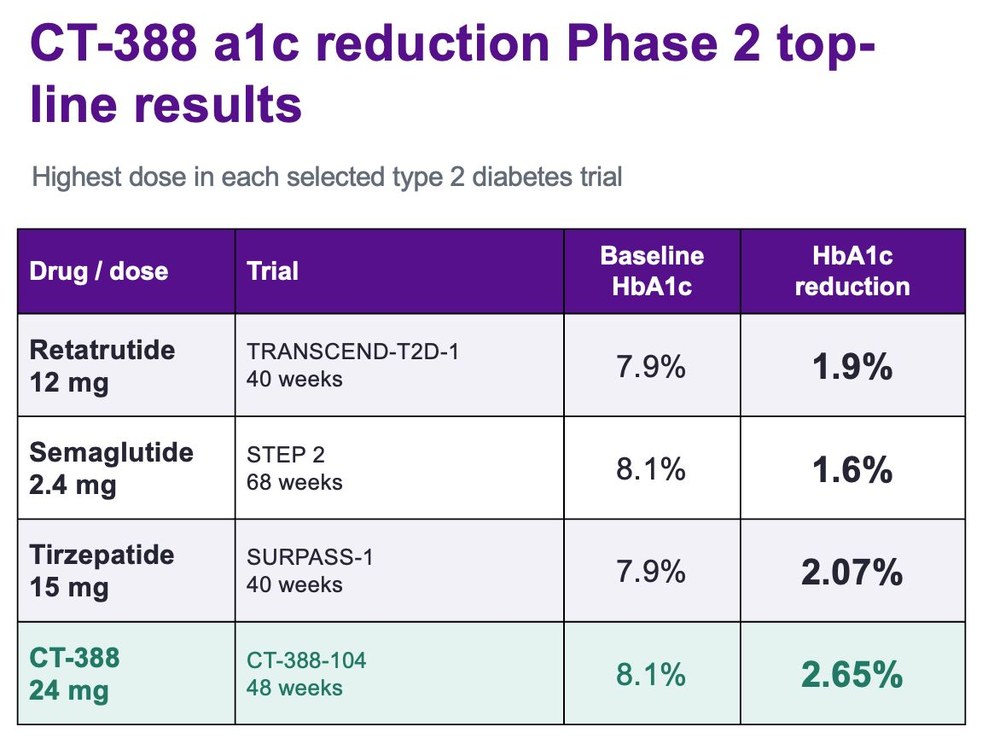 CT-388 a1c reduction Phase 2 top-
line results
Highest dose in each selected type 2 diabetes trial
Drug / dose
Trial
Baseline
HbA1c
HbA1c
reduction
Retatrutide
12 mg
TRANSCEND-T2D-1
40 weeks
7.9%
1.9%
Semaglutide
2.4 mg
STEP 2
68 weeks
8.1%
1.6%
Tirzepatide
15 mg
SURPASS-1
40 weeks
7.9%
2.07%
CT-388
24 mg
CT-388-104
48 weeks
8.1%
2.65%